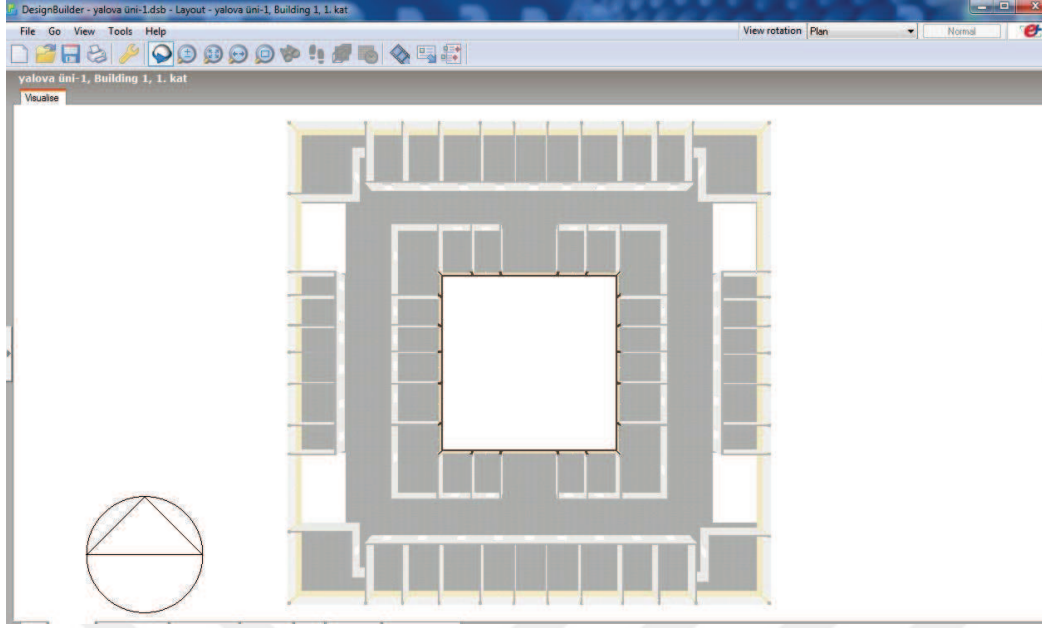 DesignBuilder - yalova üni-1.dsb - Layout - yalova üni-1, Building 1, 1. kat
File Go View Tools Help
View rotation Plan Normal
yalova üni-1, Building 1, 1. kat
Visualise